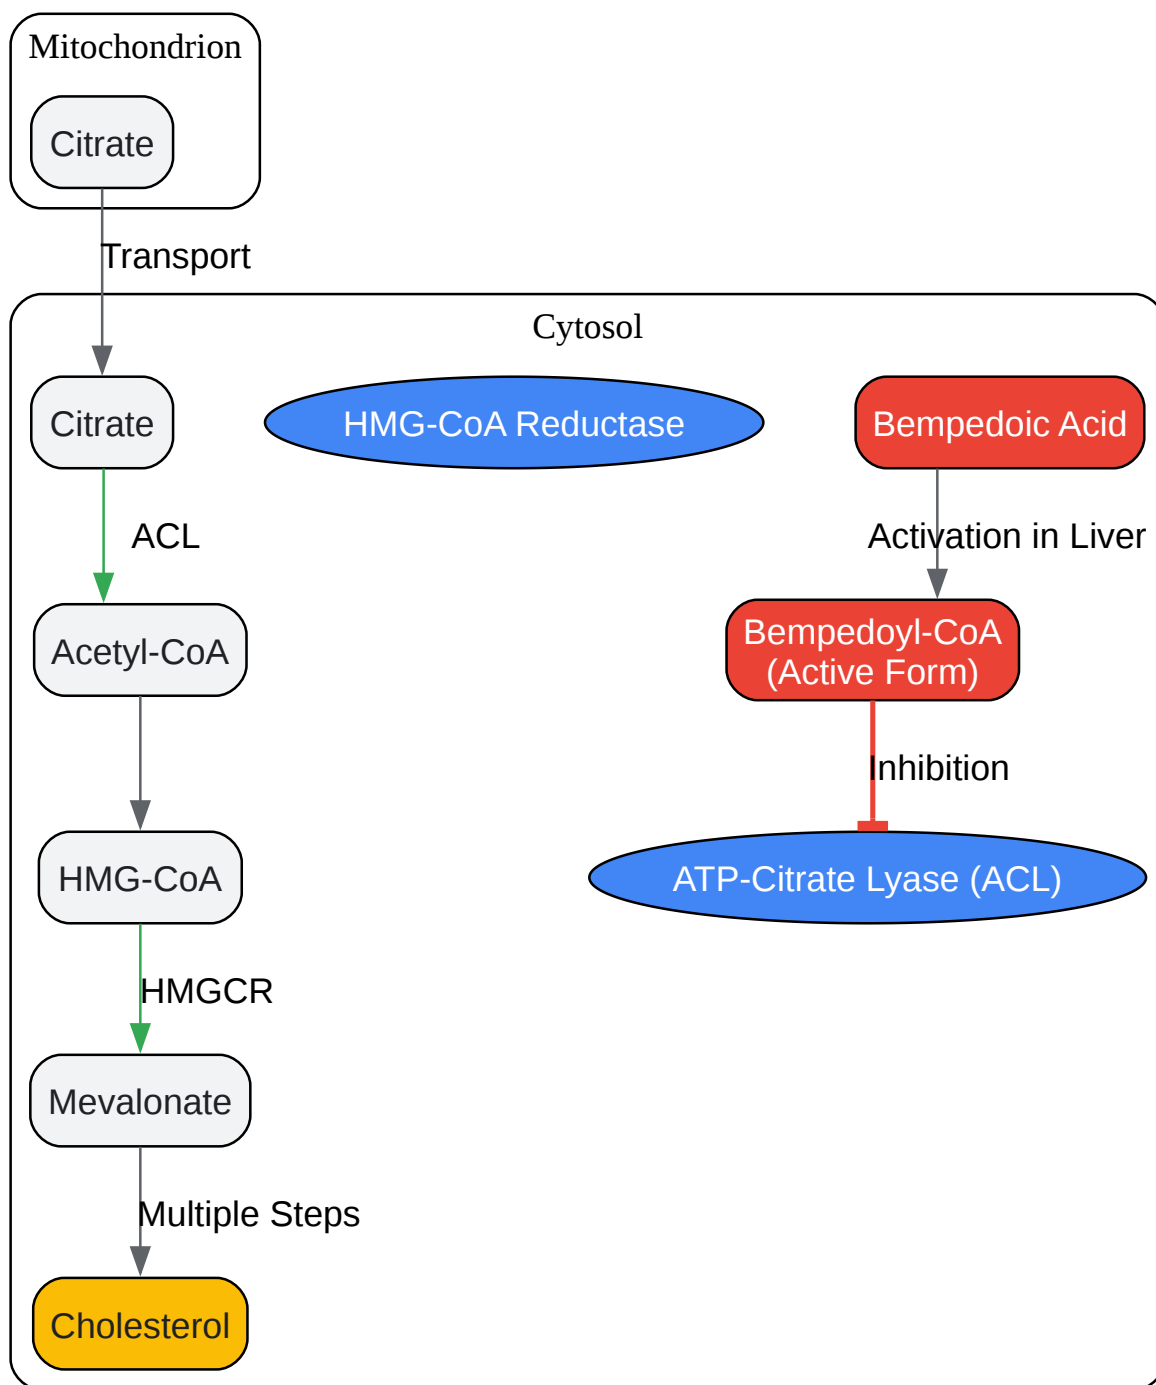 Mitochondrion
Citrate
Transport
Cytosol
Citrate
HMG-CoA Reductase
Bempedoic Acid
ACL
Activation in Liver
Acetyl-CoA
Bempedoyl-CoA
(Active Form)
Inhibition
HMG-CoA
ATP-Citrate Lyase (ACL)
HMGCR
Mevalonate
Multiple Steps
Cholesterol